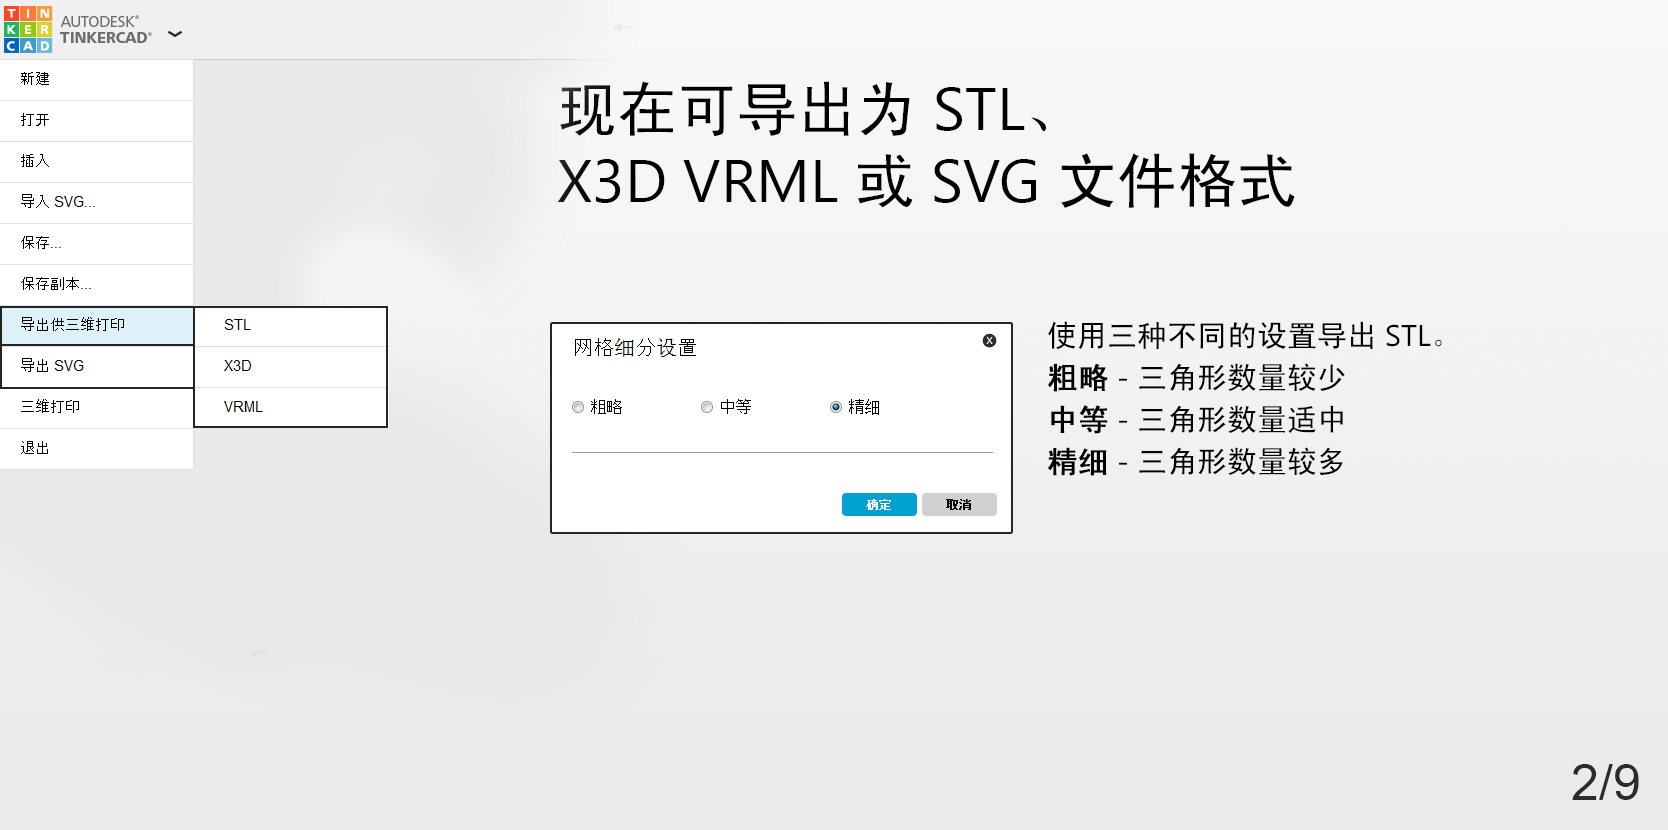 TIN
KER
CAD
AUTODESK®
TINKERCAD®
新建
打开
插入
导入 SVG...
保存...
保存副本...
导出供三维打印
导出 SVG
三维打印
退出
STL
X3D
VRML
现在可导出为 STL、
X3D VRML 或 SVG 文件格式
网格细分设置
X
粗略 中等 精细
确定 取消
使用三种不同的设置导出 STL。
粗略 - 三角形数量较少
中等 - 三角形数量适中
精细 - 三角形数量较多
2/9